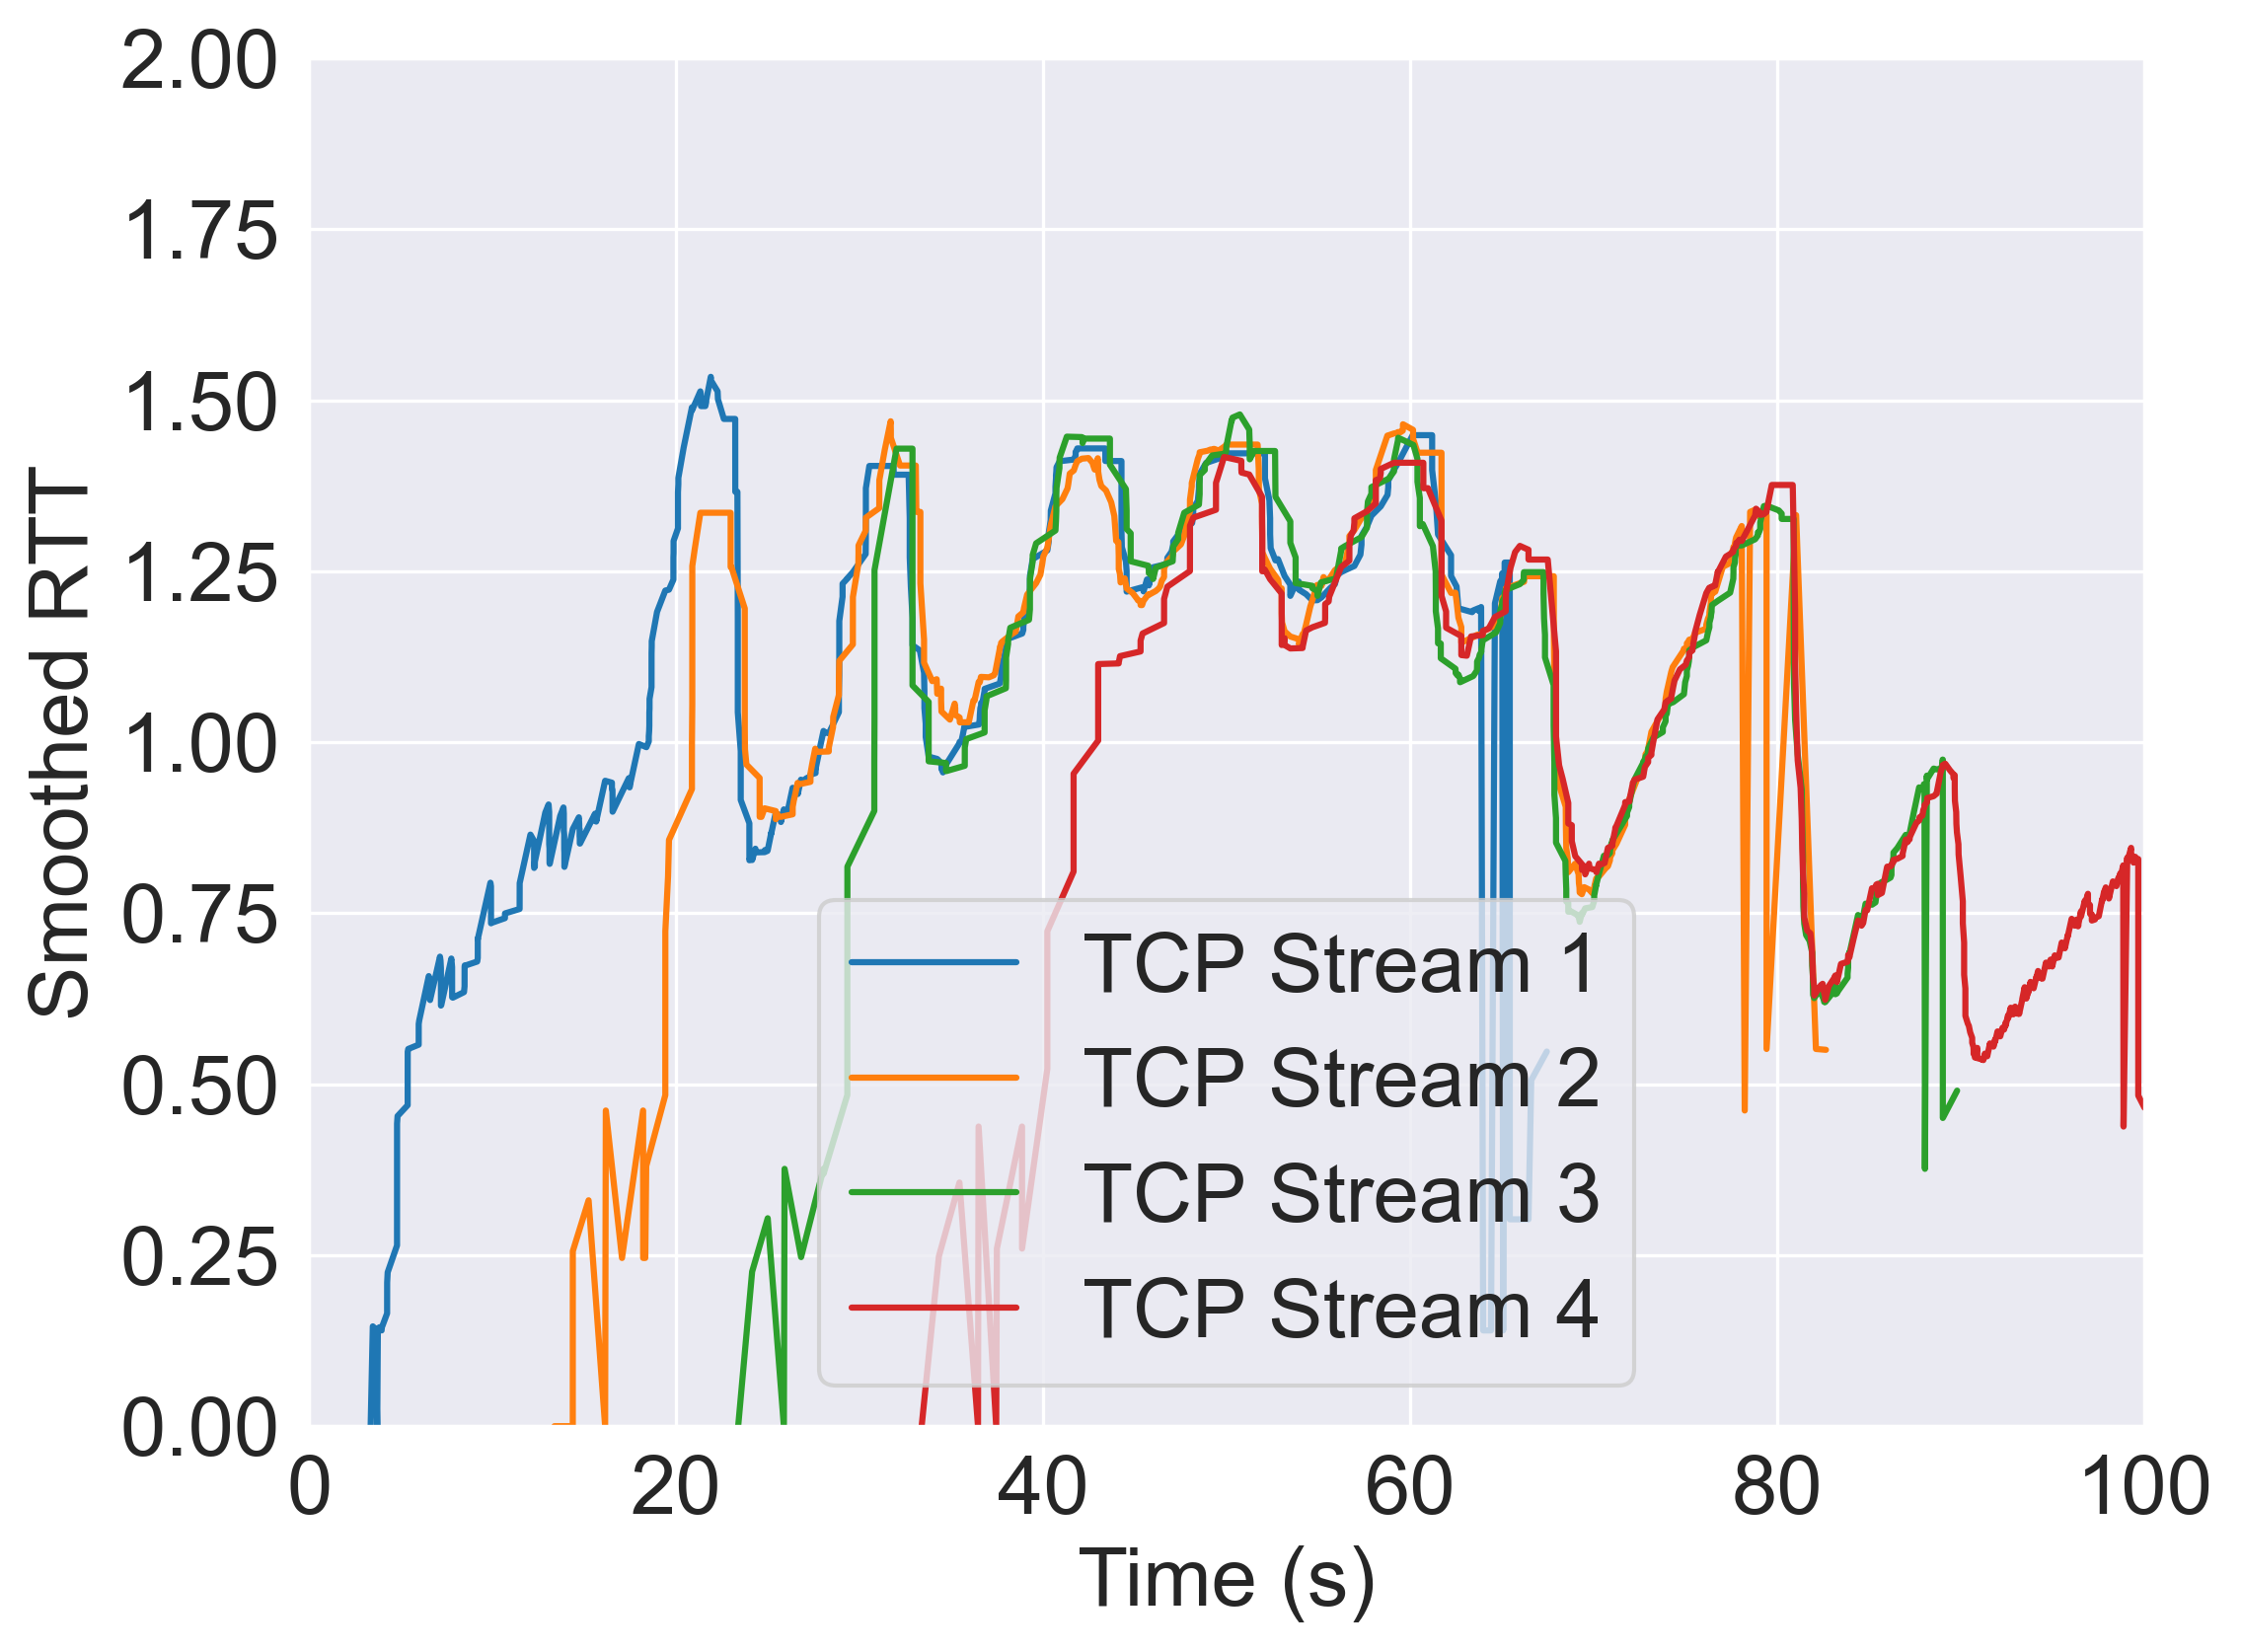 2.00
1.75
1.50
1.25
1.00
0.75
0.50
0.25
0.00
Smoothed RTT
TCP Stream 1
TCP Stream 2
TCP Stream 3
TCP Stream 4
0 20 40 60 80 100
Time (s)